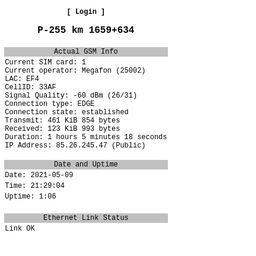 [ Login ]
P-255 km 1659+634
Actual GSM Info
Current SIM card: 1
Current operator: Megafon (25002)
LAC: EF4
CellID: 33AF
Signal Quality: -60 dBm (26/31)
Connection type: EDGE
Connection state: established
Transmit: 461 KiB 854 bytes
Received: 123 KiB 993 bytes
Duration: 1 hours 5 minutes 18 seconds
IP Address: 85.26.245.47 (Public)
Date and Uptime
Date: 2021-05-09
Time: 21:29:04
Uptime: 1:06
Ethernet Link Status
Link OK